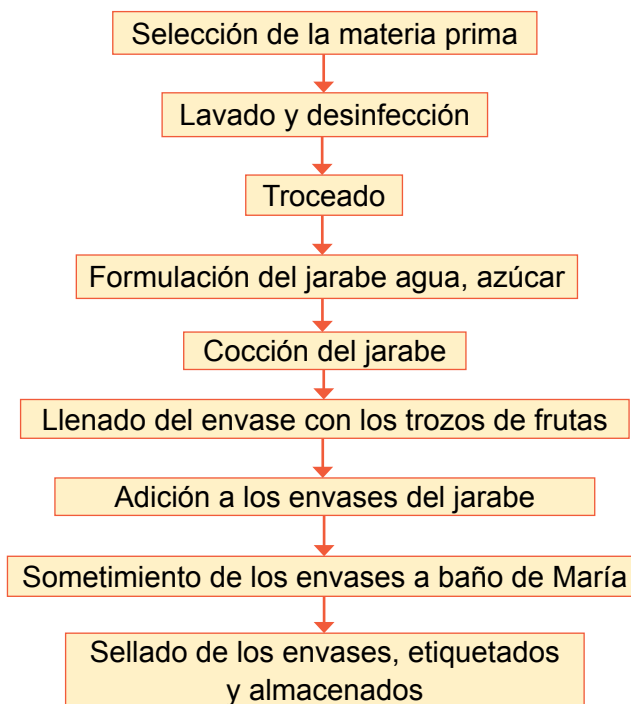 Selección de la materia prima
Lavado y desinfección
Troceado
Formulación del jarabe agua, azúcar
Cocción del jarabe
Llenado del envase con los trozos de frutas
Adición a los envases del jarabe
Sometimiento de los envases a baño de María
Sellado de los envases, etiquetados
y almacenados